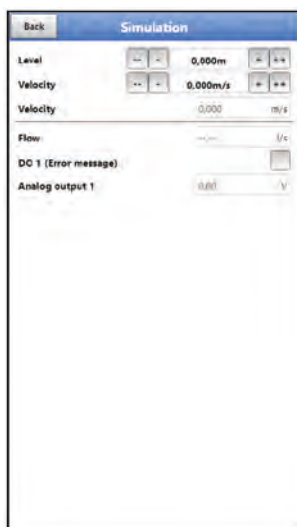 Back Simulation
Level -- - 0,000m + ++
Velocity -- - 0,000m/s + ++
Velocity 0,000 m/s
Flow --,-- l/s
DO 1 (Error message)
Analog output 1 0,00 V